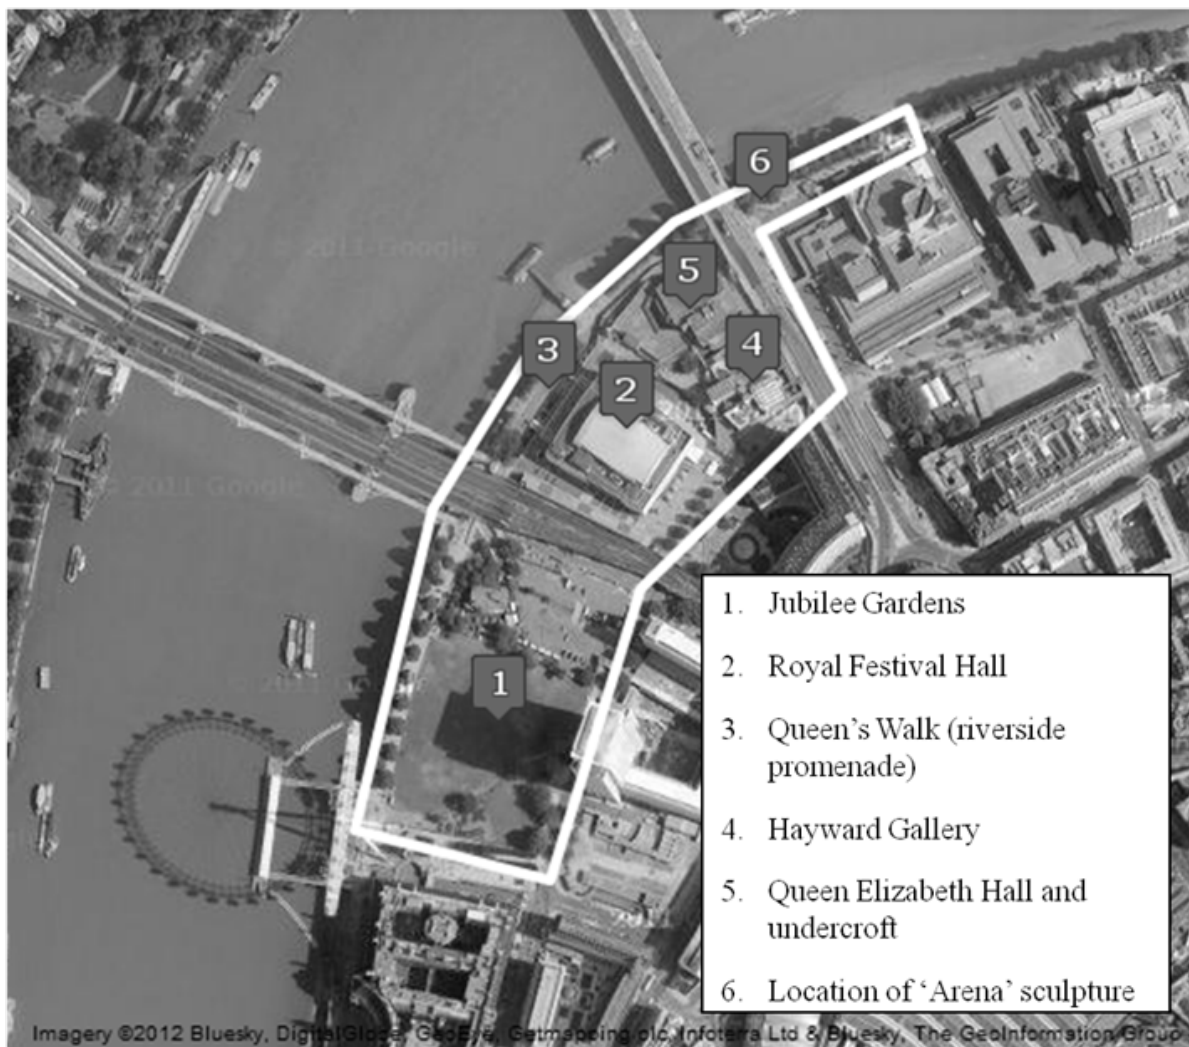 © 2011 Google
6
5
3
4
2
© 2011 Google
© 2011
1
1. Jubilee Gardens
2. Royal Festival Hall
3. Queen's Walk (riverside
promenade)
4. Hayward Gallery
5. Queen Elizabeth Hall and
undercroft
6. Location of 'Arena' sculpture
Imagery ©2012 Bluesky, DigitalGlobe, GeoEye, Getmapping plc, Infoterra Ltd & Bluesky, The GeoInformation Group